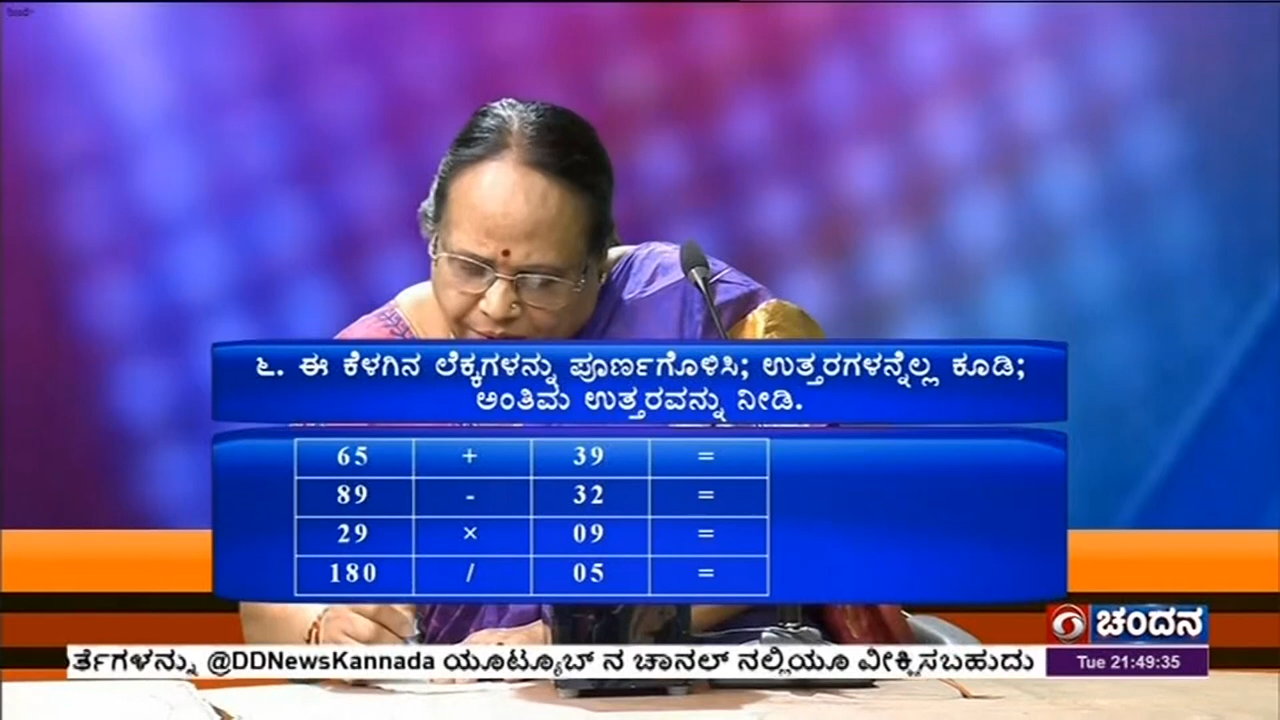 ೬. ಈ ಕೆಳಗಿನ ಲೆಕ್ಕಗಳನ್ನು ಪೂರ್ಣಗೊಳಿಸಿ; ಉತ್ತರಗಳನ್ನೆಲ್ಲ ಕೂಡಿ;
ಅಂತಿಮ ಉತ್ತರವನ್ನು ನೀಡಿ.
65 + 39 =
89 - 32 =
29 × 09 =
180 / 05 =
ಚಂದನ
ರ್ತೆಗಳನ್ನು @DDNewsKannada ಯೂಟ್ಯೂಬ್ ನ ಚಾನಲ್ ನಲ್ಲಿಯೂ ವೀಕ್ಷಿಸಬಹುದು
Tue 21:49:35